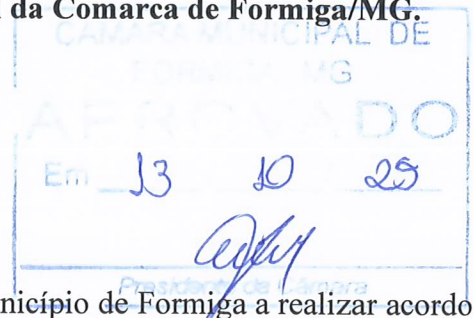 da Comarca de Formiga/MG.
CÂMARA MUNICIPAL DE
FORMIGA - MG
APROVADO
Em 13 10 25
Presidente da Câmara
nicípio de Formiga a realizar acordo